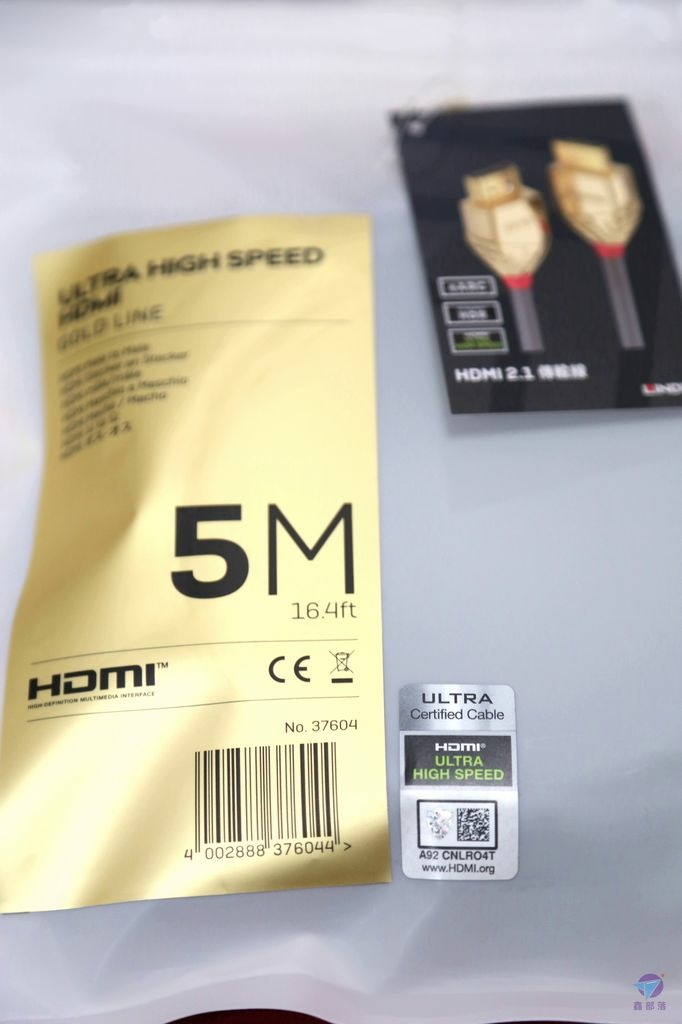 ULTRA HIGH SPEED
HDMI
GOLD LINE
5M
16.4ft
HDMI™
HIGH-DEFINITION MULTIMEDIA INTERFACE
CE
No. 37604
4 002888 376044 >
HDR
HDMI 2.1 傳輸線
LIND
ULTRA
Certified Cable
HDMI®
ULTRA
HIGH SPEED
A92 CNLRO4T
www.HDMI.org
鑫部落